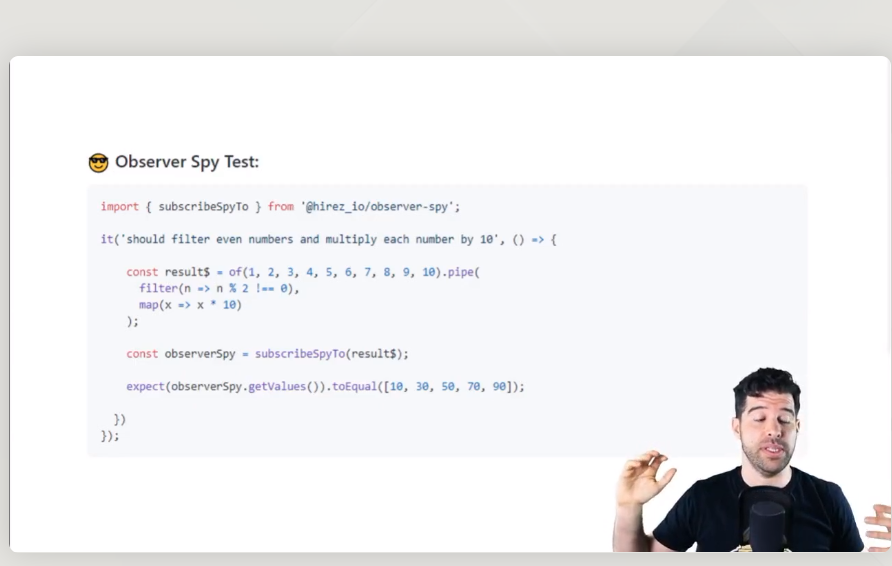 😎 Observer Spy Test:
import { subscribeSpyTo } from '@hirez_io/observer-spy';
it('should filter even numbers and multiply each number by 10', () => {
const result$ = of(1, 2, 3, 4, 5, 6, 7, 8, 9, 10).pipe(
filter(n => n % 2 !== 0),
map(x => x * 10)
);
const observerSpy = subscribeSpyTo(result$);
expect(observerSpy.getValues()).toEqual([10, 30, 50, 70, 90]);
})
});